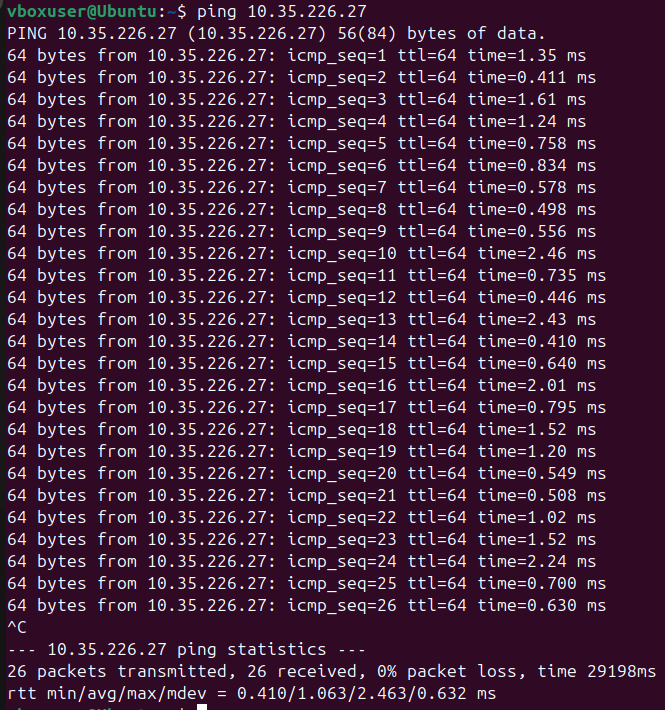 vboxuser@Ubuntu:~$ ping 10.35.226.27
PING 10.35.226.27 (10.35.226.27) 56(84) bytes of data.
64 bytes from 10.35.226.27: icmp_seq=1 ttl=64 time=1.35 ms
64 bytes from 10.35.226.27: icmp_seq=2 ttl=64 time=0.411 ms
64 bytes from 10.35.226.27: icmp_seq=3 ttl=64 time=1.61 ms
64 bytes from 10.35.226.27: icmp_seq=4 ttl=64 time=1.24 ms
64 bytes from 10.35.226.27: icmp_seq=5 ttl=64 time=0.758 ms
64 bytes from 10.35.226.27: icmp_seq=6 ttl=64 time=0.834 ms
64 bytes from 10.35.226.27: icmp_seq=7 ttl=64 time=0.578 ms
64 bytes from 10.35.226.27: icmp_seq=8 ttl=64 time=0.498 ms
64 bytes from 10.35.226.27: icmp_seq=9 ttl=64 time=0.556 ms
64 bytes from 10.35.226.27: icmp_seq=10 ttl=64 time=2.46 ms
64 bytes from 10.35.226.27: icmp_seq=11 ttl=64 time=0.735 ms
64 bytes from 10.35.226.27: icmp_seq=12 ttl=64 time=0.446 ms
64 bytes from 10.35.226.27: icmp_seq=13 ttl=64 time=2.43 ms
64 bytes from 10.35.226.27: icmp_seq=14 ttl=64 time=0.410 ms
64 bytes from 10.35.226.27: icmp_seq=15 ttl=64 time=0.640 ms
64 bytes from 10.35.226.27: icmp_seq=16 ttl=64 time=2.01 ms
64 bytes from 10.35.226.27: icmp_seq=17 ttl=64 time=0.795 ms
64 bytes from 10.35.226.27: icmp_seq=18 ttl=64 time=1.52 ms
64 bytes from 10.35.226.27: icmp_seq=19 ttl=64 time=1.20 ms
64 bytes from 10.35.226.27: icmp_seq=20 ttl=64 time=0.549 ms
64 bytes from 10.35.226.27: icmp_seq=21 ttl=64 time=0.508 ms
64 bytes from 10.35.226.27: icmp_seq=22 ttl=64 time=1.02 ms
64 bytes from 10.35.226.27: icmp_seq=23 ttl=64 time=1.52 ms
64 bytes from 10.35.226.27: icmp_seq=24 ttl=64 time=2.24 ms
64 bytes from 10.35.226.27: icmp_seq=25 ttl=64 time=0.700 ms
64 bytes from 10.35.226.27: icmp_seq=26 ttl=64 time=0.630 ms
^C
--- 10.35.226.27 ping statistics ---
26 packets transmitted, 26 received, 0% packet loss, time 29198ms
rtt min/avg/max/mdev = 0.410/1.063/2.463/0.632 ms